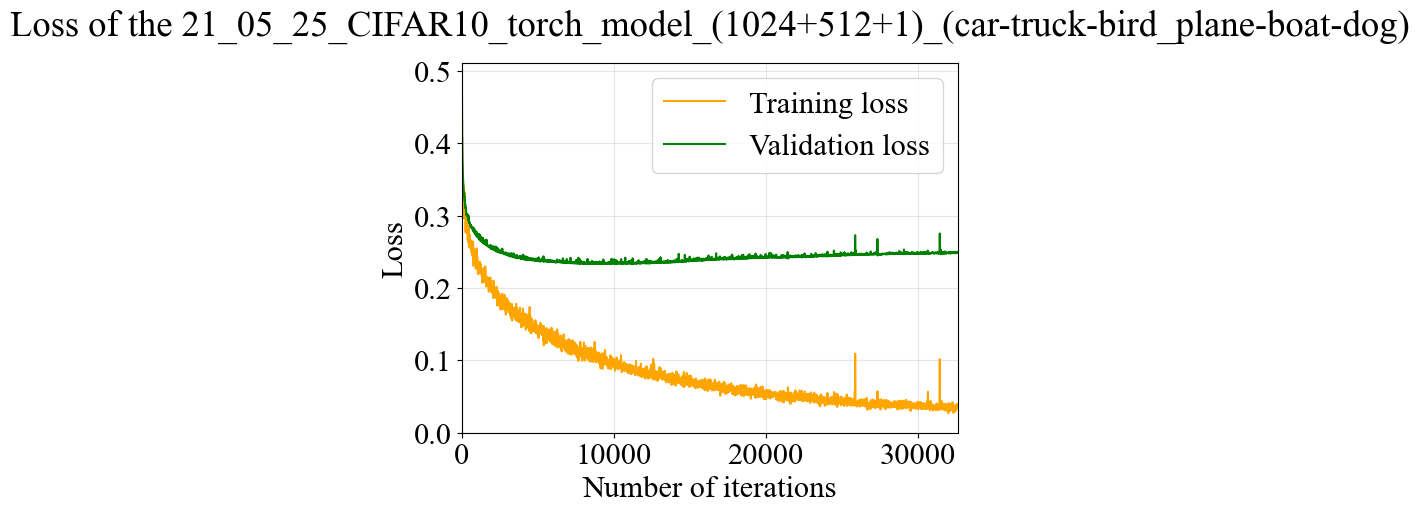 Loss of the 21_05_25_CIFAR10_torch_model_(1024+512+1)_(car-truck-bird_plane-boat-dog)
0.5
0.4
0.3
0.2
0.1
0.0
Loss
Training loss
Validation loss
0 10000 20000 30000
Number of iterations